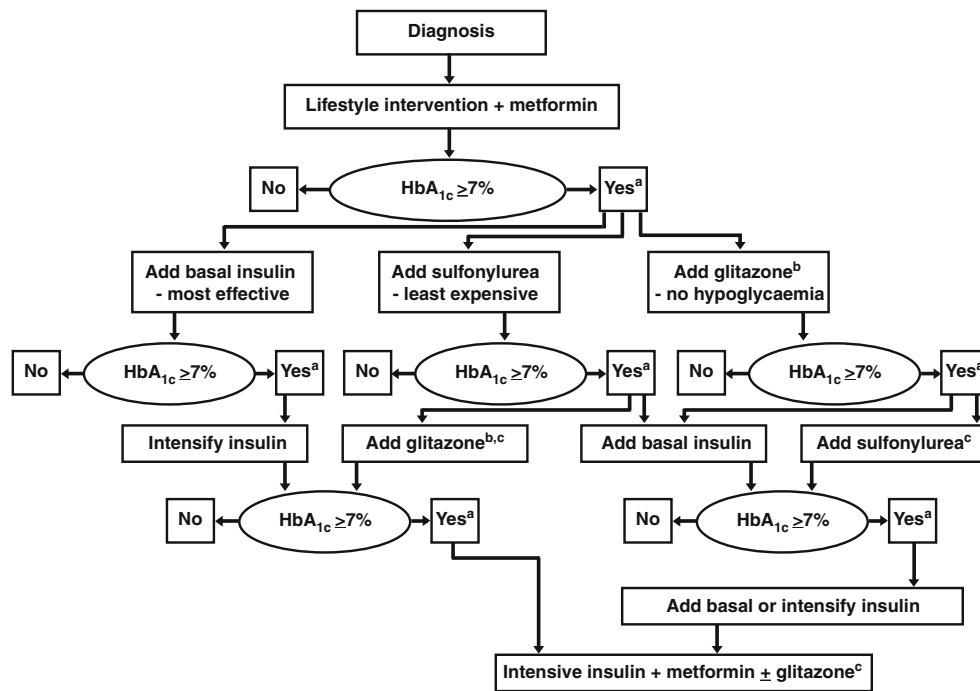 Diagnosis
Lifestyle intervention + metformin
No
HbA1c ≥7%
Yesa
Add basal insulin
- most effective
Add sulfonylurea
- least expensive
Add glitazoneb
- no hypoglycaemia
No
HbA1c ≥7%
Yesa
No
HbA1c ≥7%
Yesa
No
HbA1c ≥7%
Yesa
Intensify insulin
Add glitazoneb,c
Add basal insulin
Add sulfonylureac
No
HbA1c ≥7%
Yesa
No
HbA1c ≥7%
Yesa
Add basal or intensify insulin
Intensive insulin + metformin ± glitazonec